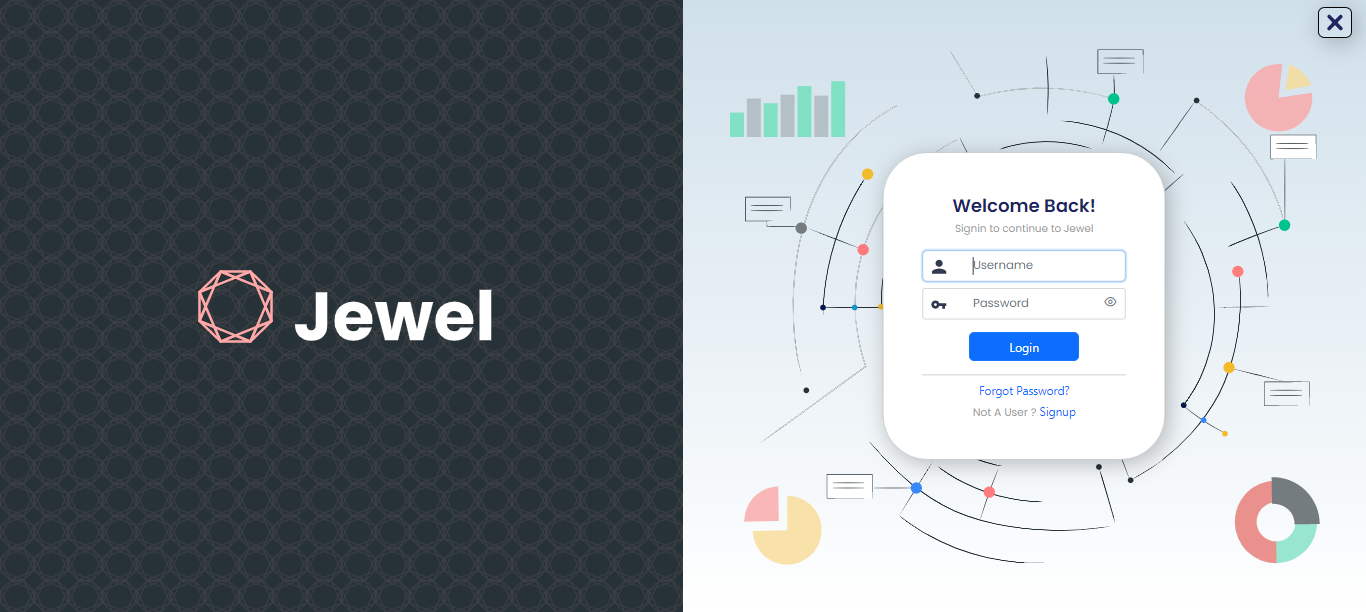 Jewel
Welcome Back!
Signin to continue to Jewel
Username
Password
Login
Forgot Password?
Not A User ? Signup